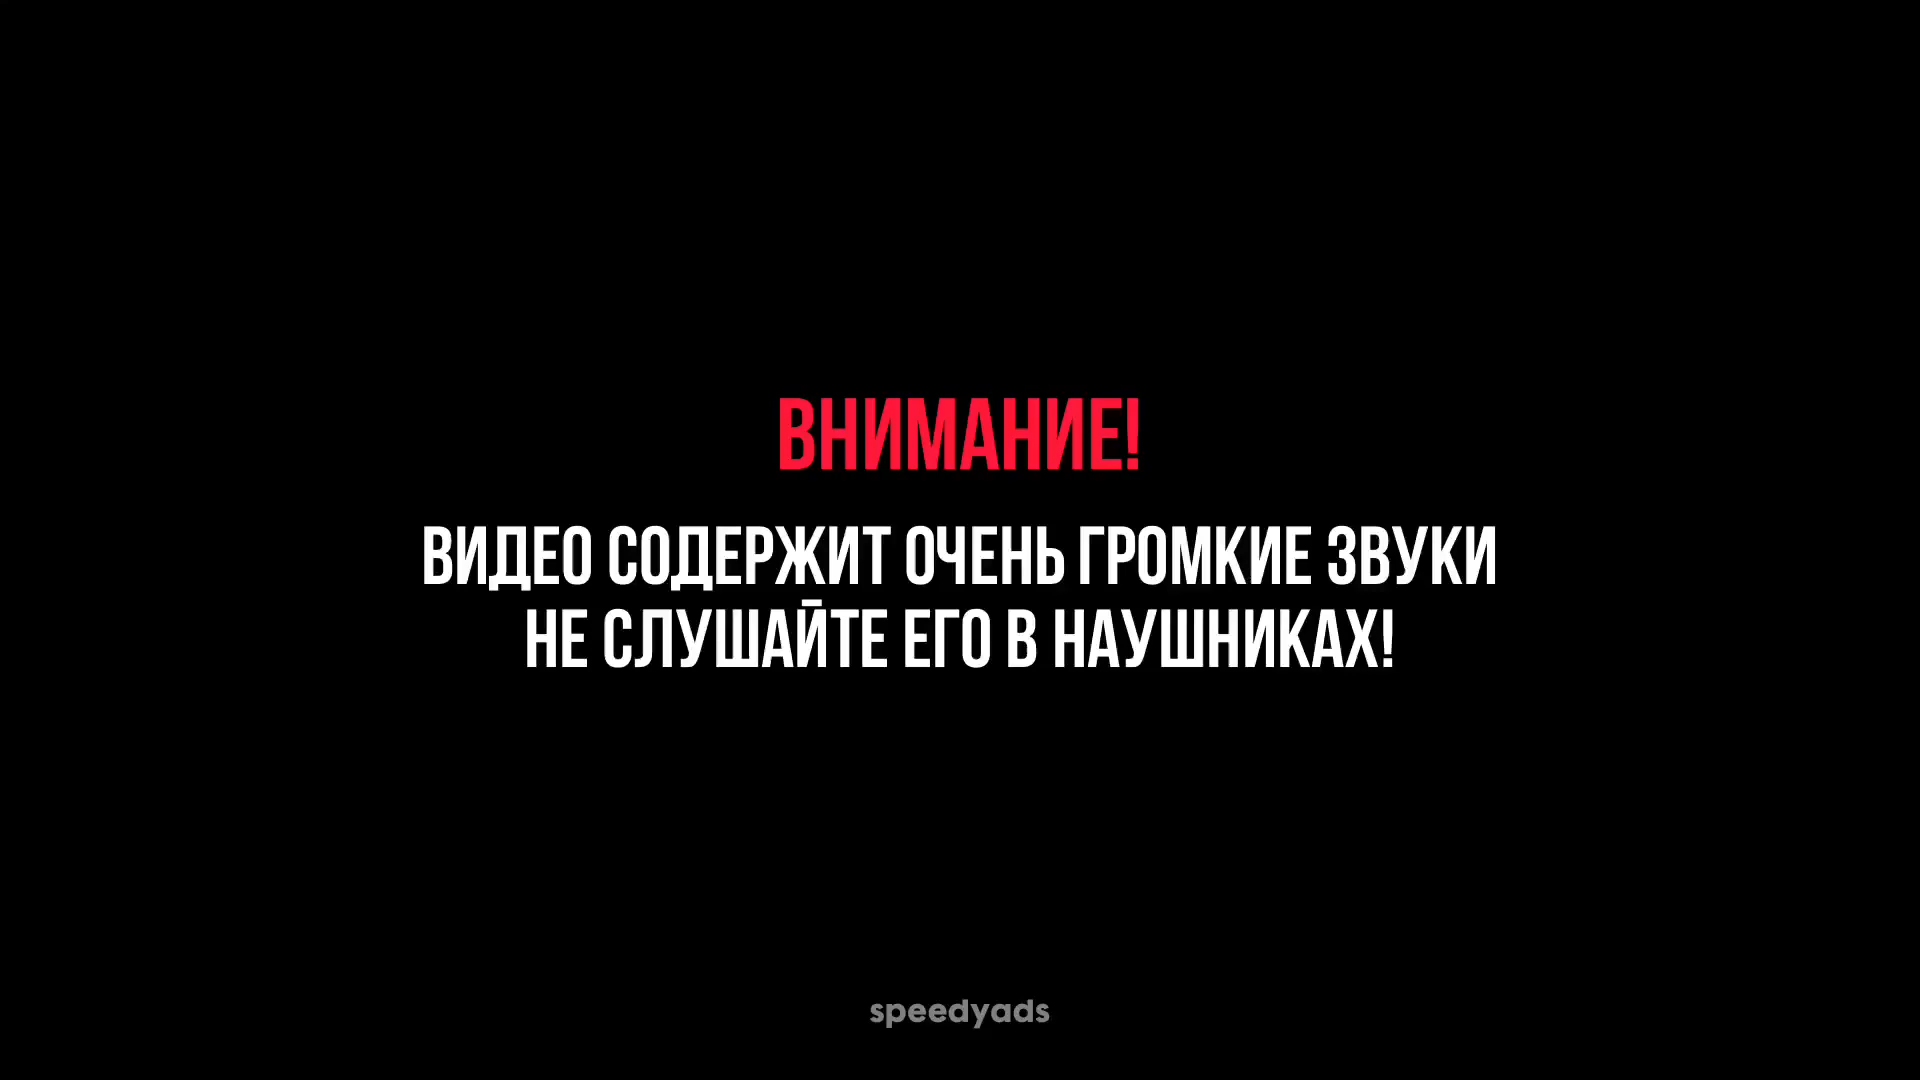 ВНИМАНИЕ!
ВИДЕО СОДЕРЖИТ ОЧЕНЬ ГРОМКИЕ ЗВУКИ
НЕ СЛУШАЙТЕ ЕГО В НАУШНИКАХ!
speedyads